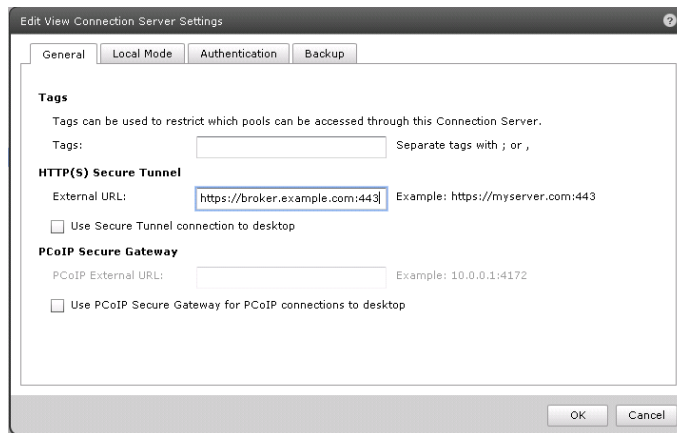 Edit View Connection Server Settings ?
General Local Mode Authentication Backup
Tags
Tags can be used to restrict which pools can be accessed through this Connection Server.
Tags: Separate tags with ; or ,
HTTP(S) Secure Tunnel
External URL: https://broker.example.com:443 Example: https://myserver.com:443
Use Secure Tunnel connection to desktop
PCoIP Secure Gateway
PCoIP External URL: Example: 10.0.0.1:4172
Use PCoIP Secure Gateway for PCoIP connections to desktop
OK Cancel